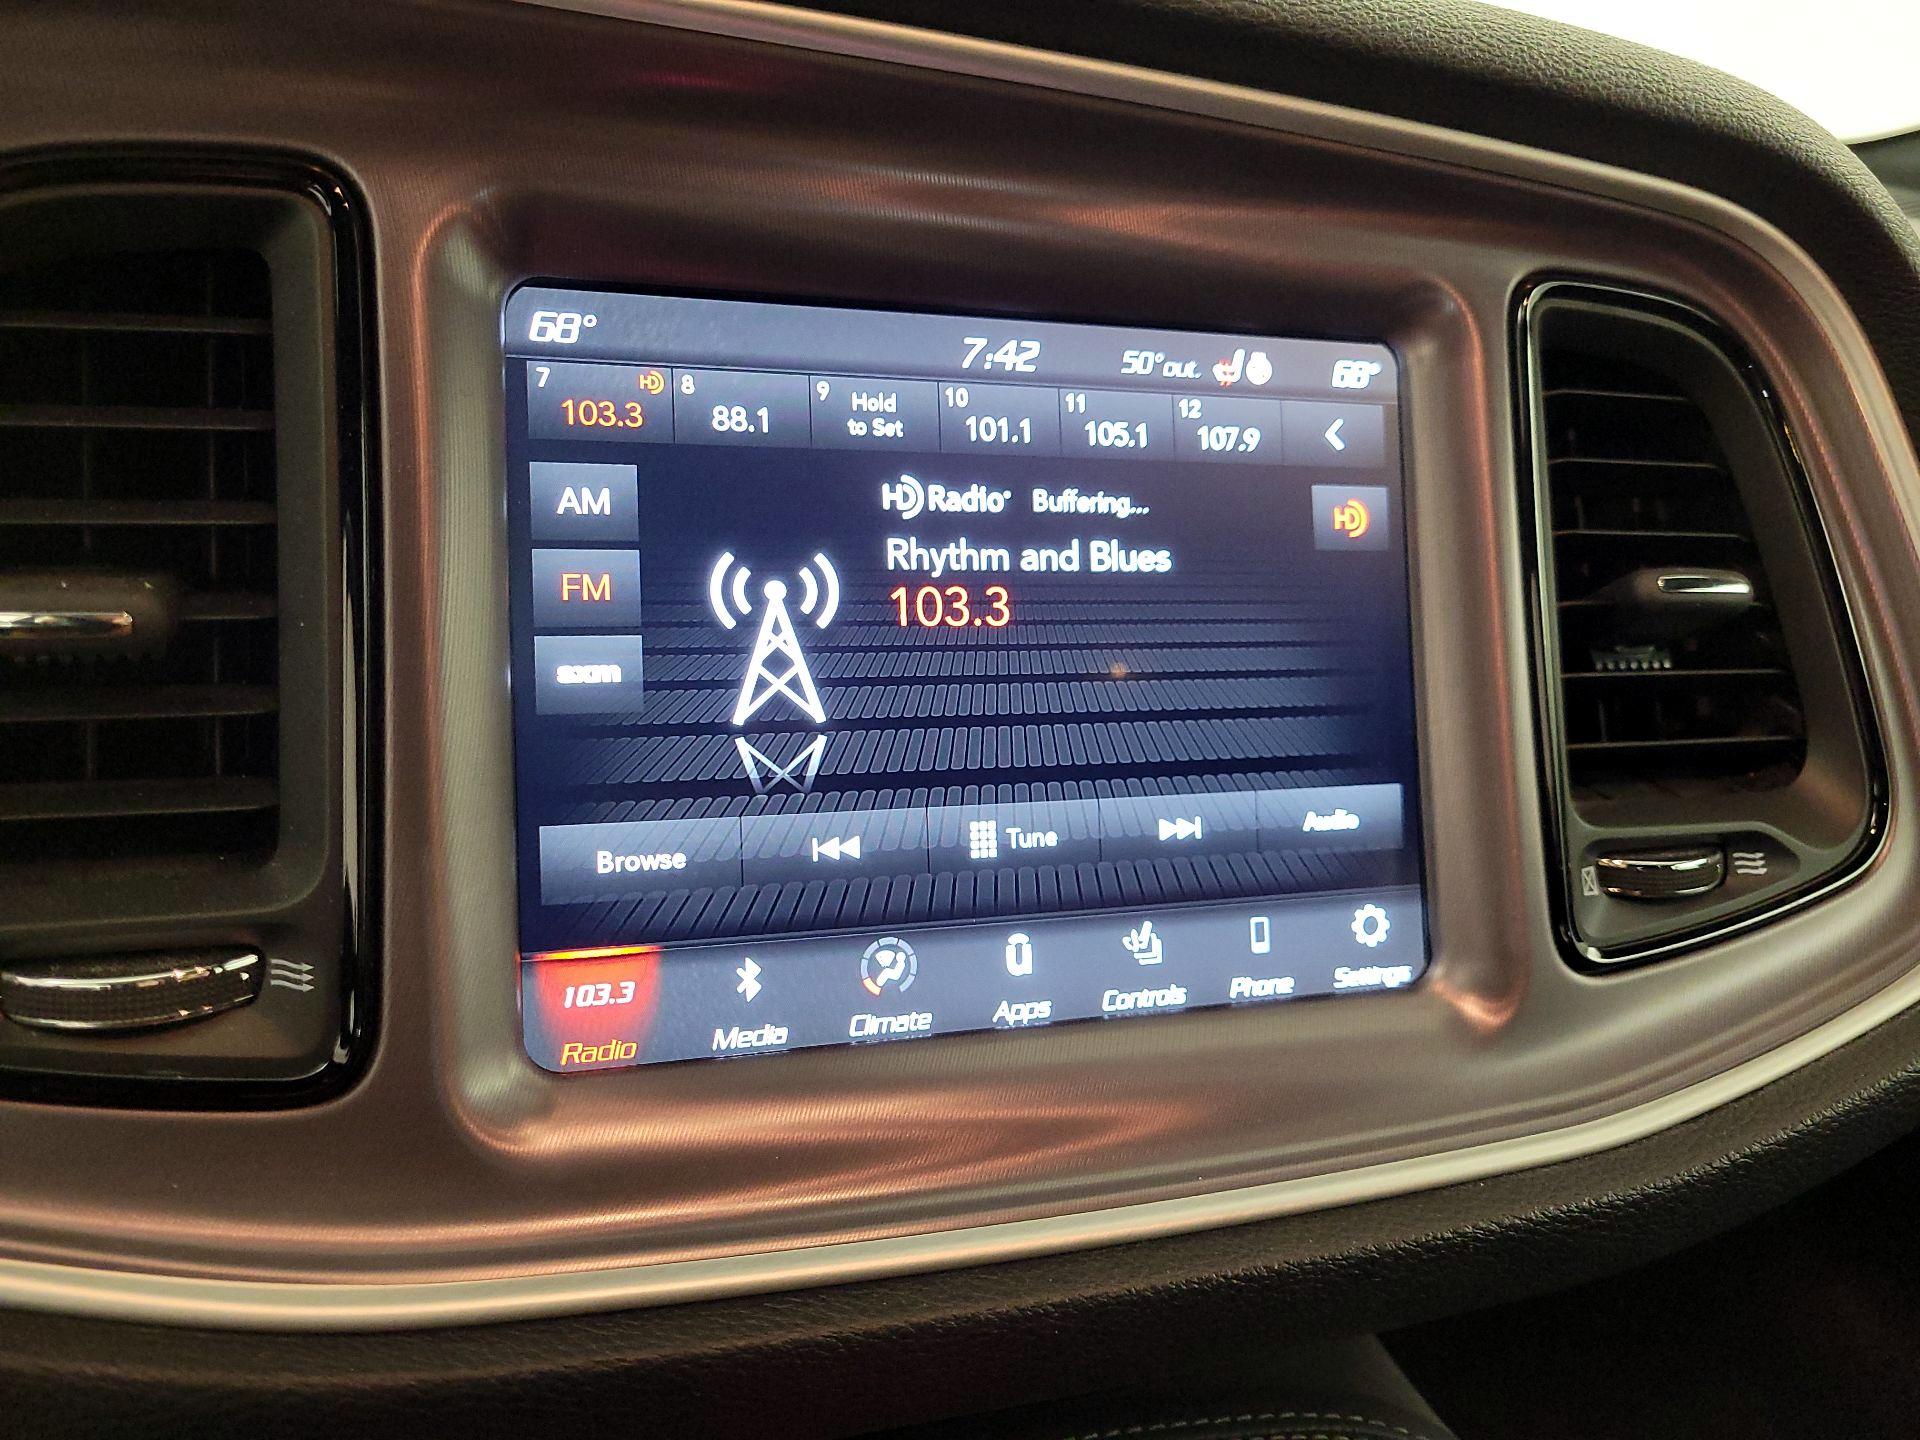 68° 7:42 50° out. 68°
7 HD 8 9 10 11 12
103.3 88.1 Hold to Set 101.1 105.1 107.9
AM HD Radio Buffering... HD
Rhythm and Blues
FM 103.3
sxm
Browse Tune Audio
103.3
Radio Media Climate Apps Controls Phone Settings